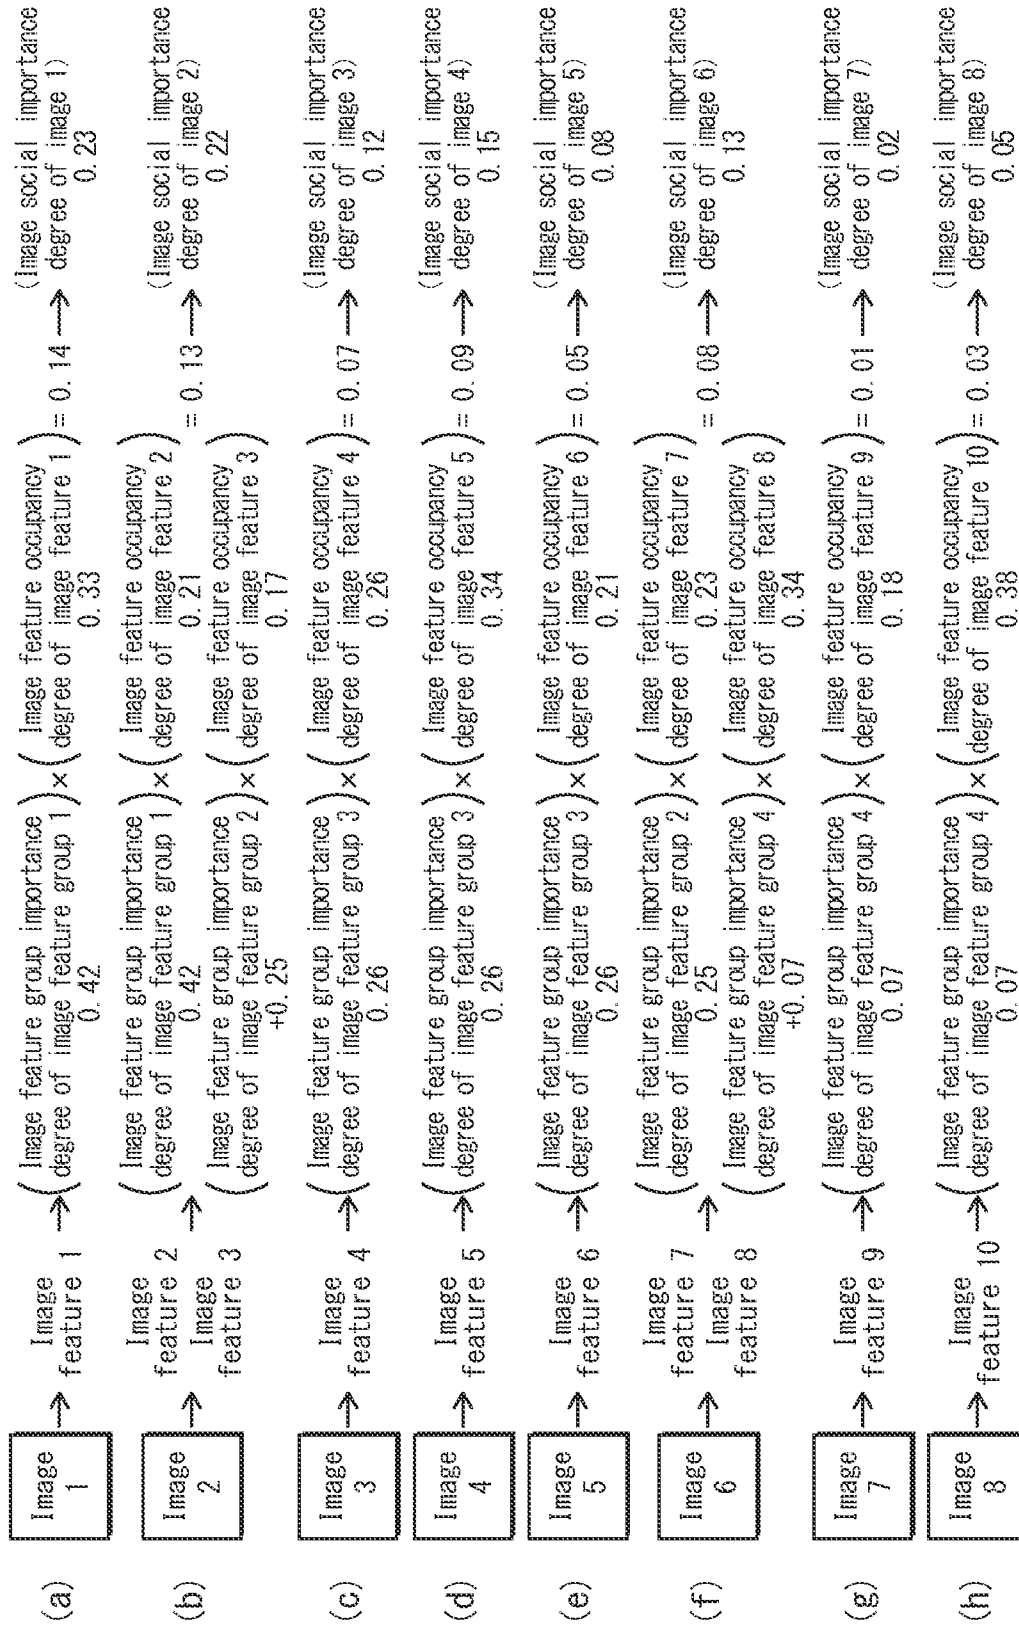 (a)
Image
1
Image
feature 1
Image feature group importance
degree of image feature group 1
0.42
×
Image feature occupancy
degree of image feature 1
0.33
= 0.14
(Image social importance
degree of image 1)
0.23
(b)
Image
2
Image
feature 2
Image
feature 3
Image feature group importance
degree of image feature group 1
0.42
×
Image feature occupancy
degree of image feature 2
0.21
Image feature group importance
degree of image feature group 2
+0.25
×
Image feature occupancy
degree of image feature 3
0.17
= 0.13
(Image social importance
degree of image 2)
0.22
(c)
Image
3
Image
feature 4
Image feature group importance
degree of image feature group 3
0.26
×
Image feature occupancy
degree of image feature 4
0.26
= 0.07
(Image social importance
degree of image 3)
0.12
(d)
Image
4
Image
feature 5
Image feature group importance
degree of image feature group 3
0.26
×
Image feature occupancy
degree of image feature 5
0.34
= 0.09
(Image social importance
degree of image 4)
0.15
(e)
Image
5
Image
feature 6
Image feature group importance
degree of image feature group 3
0.26
×
Image feature occupancy
degree of image feature 6
0.21
= 0.05
(Image social importance
degree of image 5)
0.08
(f)
Image
6
Image
feature 7
Image
feature 8
Image feature group importance
degree of image feature group 2
0.25
×
Image feature occupancy
degree of image feature 7
0.23
Image feature group importance
degree of image feature group 4
+0.07
×
Image feature occupancy
degree of image feature 8
0.34
= 0.08
(Image social importance
degree of image 6)
0.13
(g)
Image
7
Image
feature 9
Image feature group importance
degree of image feature group 4
0.07
×
Image feature occupancy
degree of image feature 9
0.18
= 0.01
(Image social importance
degree of image 7)
0.02
(h)
Image
8
Image
feature 10
Image feature group importance
degree of image feature group 4
0.07
×
Image feature occupancy
degree of image feature 10
0.38
= 0.03
(Image social importance
degree of image 8)
0.05